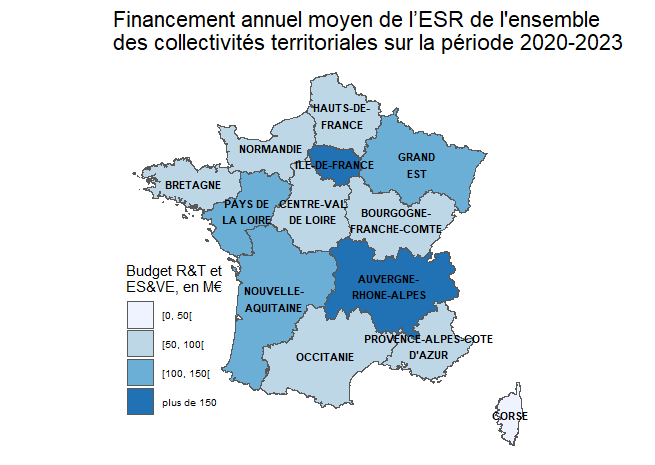 Financement annuel moyen de l’ESR de l'ensemble
des collectivités territoriales sur la période 2020-2023
HAUTS-DE-
FRANCE
NORMANDIE
ILE-DE-FRANCE
GRAND
EST
BRETAGNE
PAYS DE
LA LOIRE
CENTRE-VAL
DE LOIRE
BOURGOGNE-
FRANCHE-COMTE
Budget R&T et
ES&VE, en M€
[0, 50[
[50, 100[
[100, 150[
plus de 150
NOUVELLE-
AQUITAINE
AUVERGNE-
RHONE-ALPES
OCCITANIE
PROVENCE-ALPES-COTE
D'AZUR
CORSE